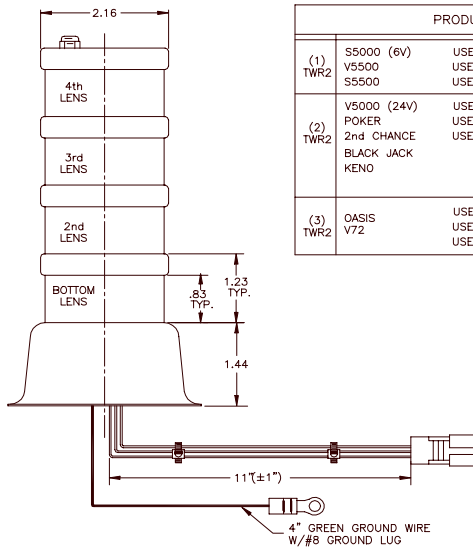 2.16
4th
LENS
3rd
LENS
2nd
LENS
BOTTOM
LENS
.83
TYP.
1.23
TYP.
1.44
11"(±1")
4" GREEN GROUND WIRE
W/#8 GROUND LUG
PRODU
(1)
TWR2
S5000 (6V) USE
V5500 USE
S5500 USE
(2)
TWR2
V5000 (24V) USE
POKER USE
2nd CHANCE USE
BLACK JACK
KENO
(3)
TWR2
OASIS USE
V72 USE
USE